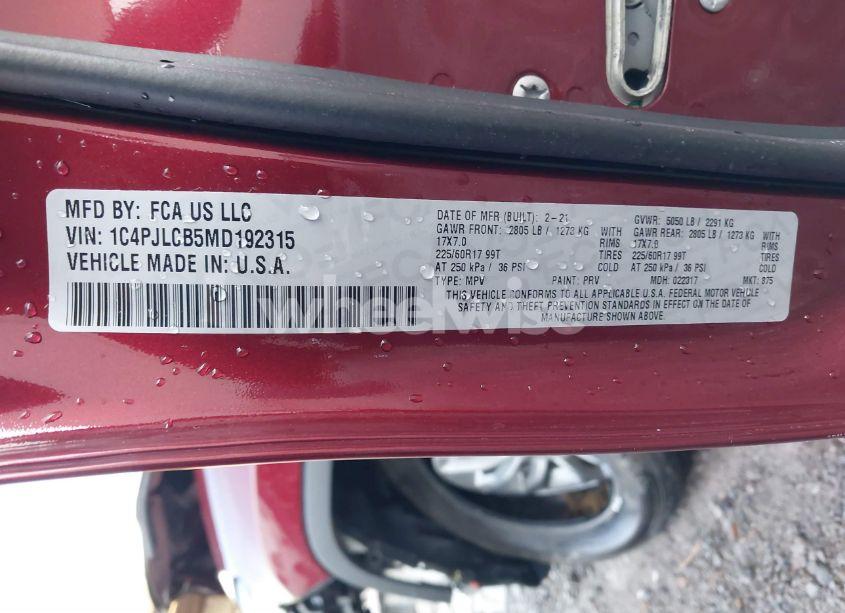 MFD BY: FCA US LLC
VIN: 1C4PJLCB5MD192315
VEHICLE MADE IN: U.S.A.
DATE OF MFR (BUILT): 2-21 GVWR: 5050 LB / 2291 KG
GAWR FRONT: 2805 LB / 1273 KG WITH GAWR REAR: 2805 LB / 1273 KG WITH
17X7.0 RIMS 17X7.0 RIMS
225/60R17 99T TIRES 225/60R17 99T TIRES
AT 250 kPa / 36 PSI COLD AT 250 kPa / 36 PSI COLD
TYPE: MPV PAINT: PRV MDH: 022317 MKT: 875
THIS VEHICLE CONFORMS TO ALL APPLICABLE U.S.A. FEDERAL MOTOR VEHICLE
SAFETY AND THEFT PREVENTION STANDARDS IN EFFECT ON THE DATE OF
MANUFACTURE SHOWN ABOVE.
wheelwiss